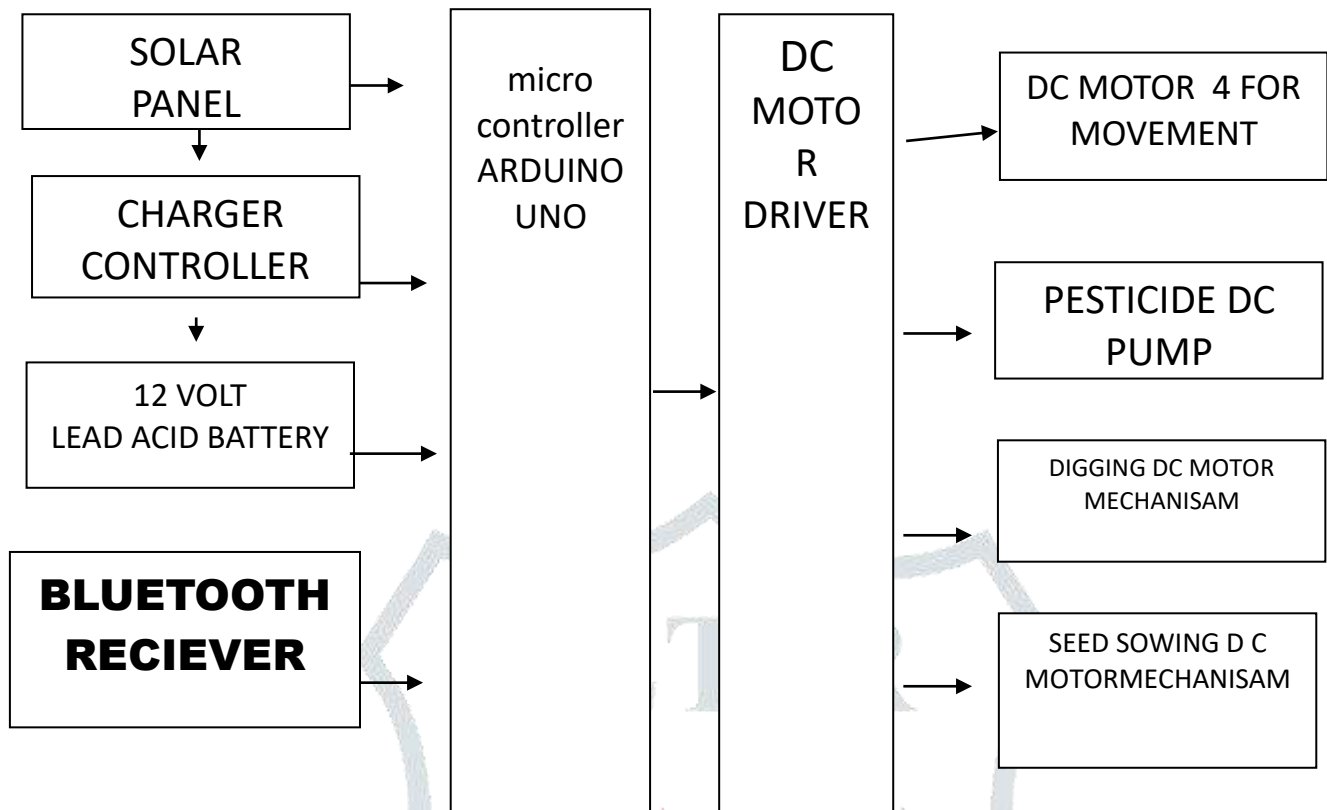 SOLAR
PANEL
CHARGER
CONTROLLER
12 VOLT
LEAD ACID BATTERY
BLUETOOTH
RECIEVER
micro
controller
ARDUINO
UNO
DC
MOTO
R
DRIVER
DC MOTOR 4 FOR
MOVEMENT
PESTICIDE DC
PUMP
DIGGING DC MOTOR
MECHANISAM
SEED SOWING D C
MOTORMECHANISAM